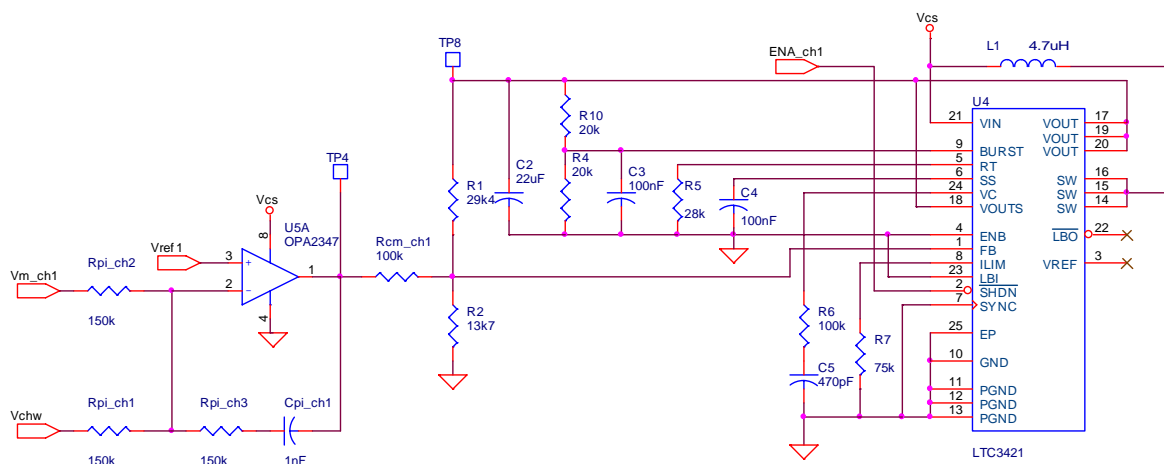 Vcs
L1 4.7uH
TP8
ENA_ch1
U4
R10
20k
21 VIN VOUT 17
VOUT 19
VOUT 20
9 BURST
5 RT
6 SS SW 16
24 VC SW 15
18 VOUTS SW 14
4 ENB LBO 22
1 FB
8 ILIM VREF 3
23 LBI
2 SHDN
7 SYNC
25 EP
10 GND
11 PGND
12 PGND
13 PGND
LTC3421
TP4
C2
22uF
R4
20k
C3
100nF
R5
28k
C4
100nF
R1
29k4
Vcs
U5A
OPA2347
8
Vref1
3
+
1
2
-
4
Rcm_ch1
100k
Vm_ch1
Rpi_ch2
150k
R2
13k7
R6
100k
R7
75k
C5
470pF
Vchw
Rpi_ch1
150k
Rpi_ch3
150k
Cpi_ch1
1nF